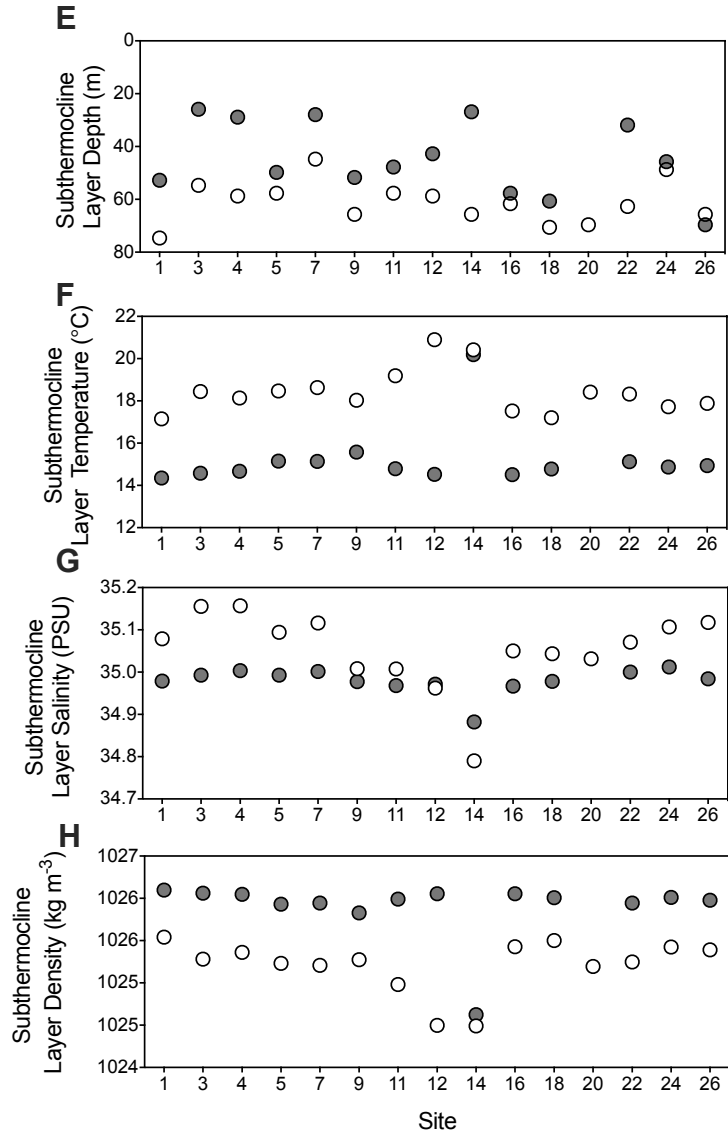 E
Subthermocline
Layer Depth (m)
0
20
40
60
80
1 3 4 5 7 9 11 12 14 16 18 20 22 24 26
F
Subthermocline
Layer Temperature (°C)
22
20
18
16
14
12
1 3 4 5 7 9 11 12 14 16 18 20 22 24 26
G
Subthermocline
Layer Salinity (PSU)
35.2
35.1
35.0
34.9
34.8
34.7
1 3 4 5 7 9 11 12 14 16 18 20 22 24 26
H
Subthermocline
Layer Density (kg m⁻³)
1027
1026
1026
1025
1025
1024
1 3 4 5 7 9 11 12 14 16 18 20 22 24 26
Site